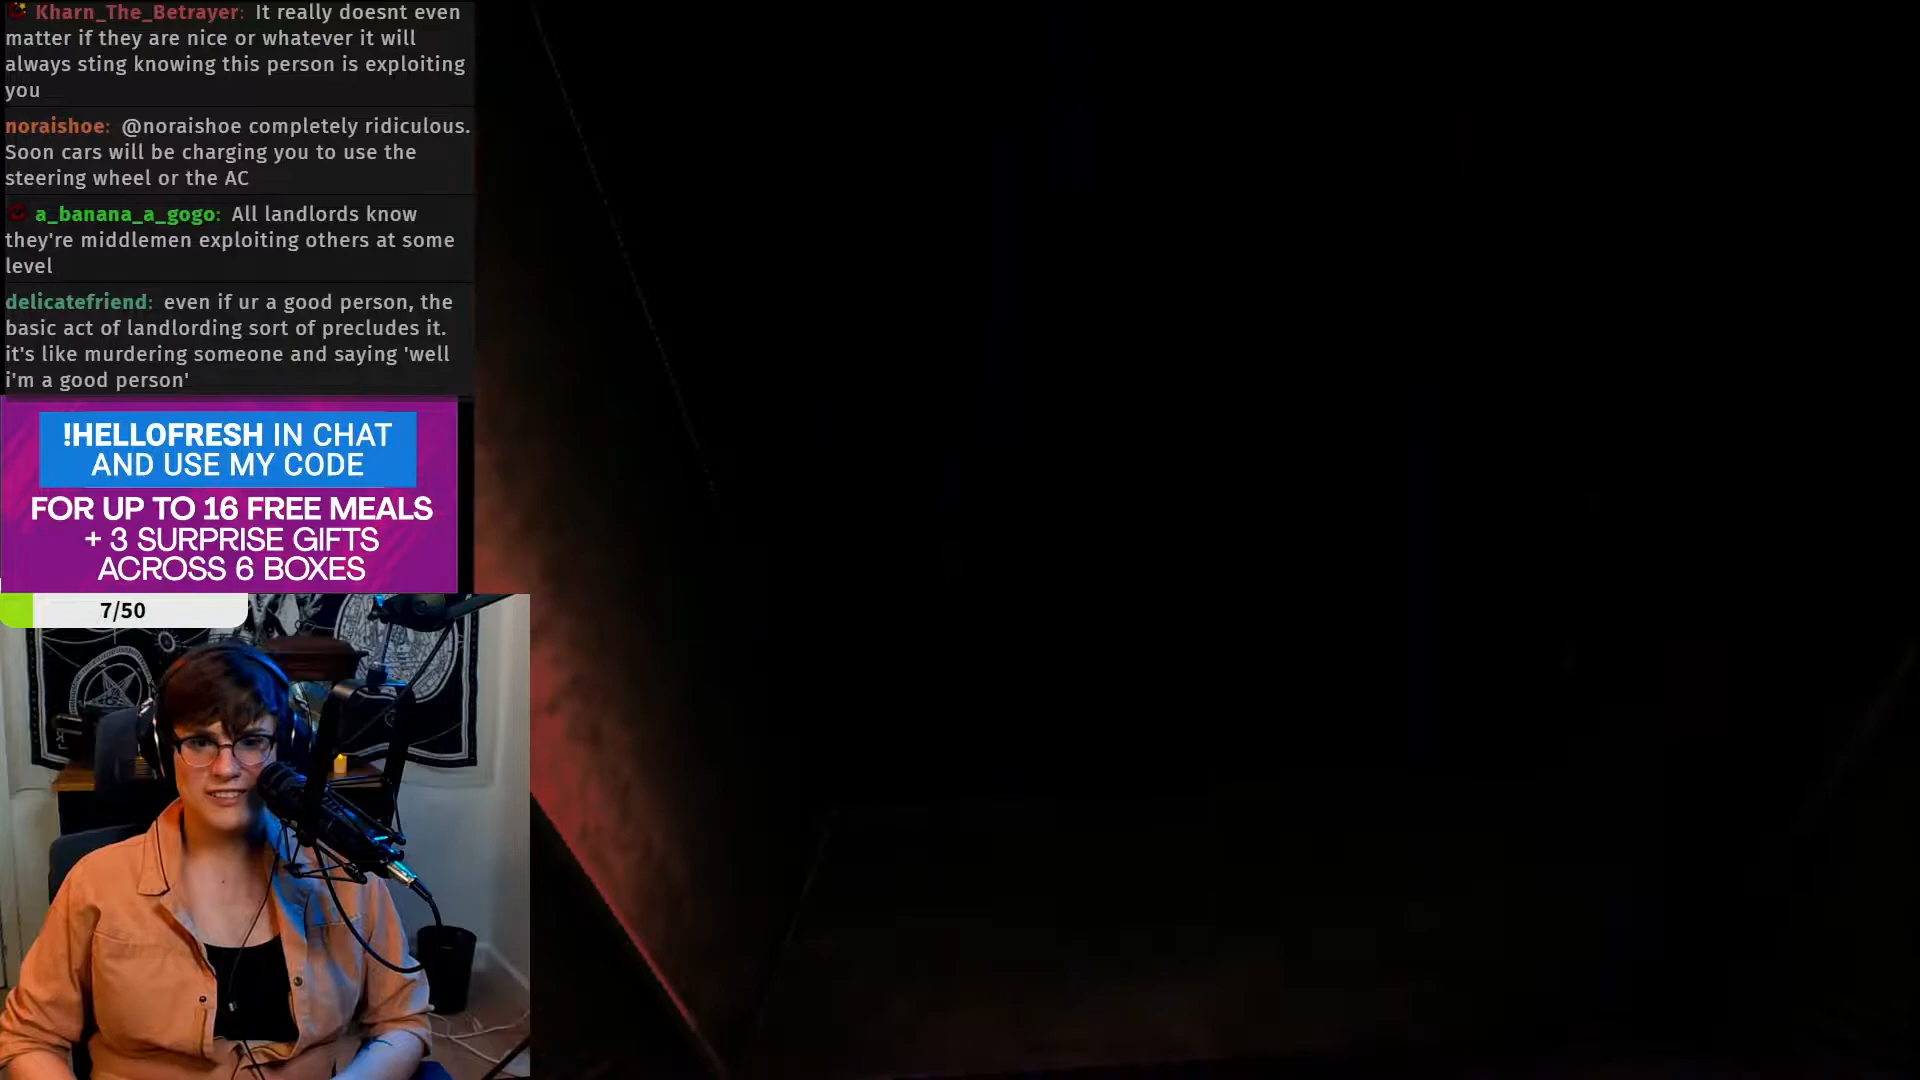 Kharn_The_Betrayer: It really doesnt even
matter if they are nice or whatever it will
always sting knowing this person is exploiting
you
noraishoe: @noraishoe completely ridiculous.
Soon cars will be charging you to use the
steering wheel or the AC
a_banana_a_gogo: All landlords know
they're middlemen exploiting others at some
level
delicatefriend: even if ur a good person, the
basic act of landlording sort of precludes it.
it's like murdering someone and saying 'well
i'm a good person'
!HELLOFRESH IN CHAT
AND USE MY CODE
FOR UP TO 16 FREE MEALS
+ 3 SURPRISE GIFTS
ACROSS 6 BOXES
7/50